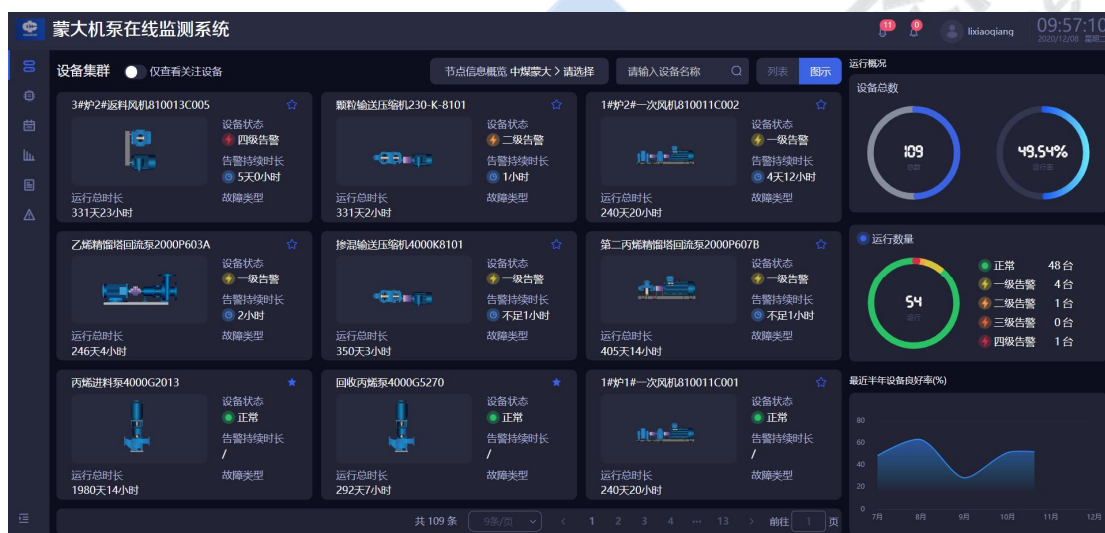 蒙大机泵在线监测系统
11
9
lixiaoqiang
09:57:10
2020/12/08 星期二
设备集群
仅查看关注设备
节点信息概览 中煤蒙大 > 请选择
请输入设备名称
列表
图示
3#炉2#返料风机810013C005
设备状态
四级告警
告警持续时长
5天0小时
运行总时长
331天23小时
故障类型
颗粒输送压缩机230-K-8101
设备状态
二级告警
告警持续时长
1小时
运行总时长
331天2小时
故障类型
1#炉2#一次风机810011C002
设备状态
一级告警
告警持续时长
4天12小时
运行总时长
240天20小时
故障类型
乙烯精馏塔回流泵2000P603A
设备状态
一级告警
告警持续时长
2小时
运行总时长
246天4小时
故障类型
掺混输送压缩机4000K8101
设备状态
一级告警
告警持续时长
不足1小时
运行总时长
350天3小时
故障类型
第二丙烯精馏塔回流泵2000P607B
设备状态
一级告警
告警持续时长
不足1小时
运行总时长
405天14小时
故障类型
丙烯进料泵4000G2013
设备状态
正常
告警持续时长
/
运行总时长
1980天14小时
故障类型
回收丙烯泵4000G5270
设备状态
正常
告警持续时长
/
运行总时长
292天7小时
故障类型
1#炉1#一次风机810011C001
设备状态
正常
告警持续时长
/
运行总时长
240天20小时
故障类型
共 109 条
9条/页
< 1 2 3 4 ··· 13 >
前往 1 页
运行概况
设备总数
109
总数
49.54%
运行率
运行数量
54
运行
正常 48 台
一级告警 4 台
二级告警 1 台
三级告警 0 台
四级告警 1 台
最近半年设备良好率(%)
80
60
40
20
0
7月 8月 9月 10月 11月 12月